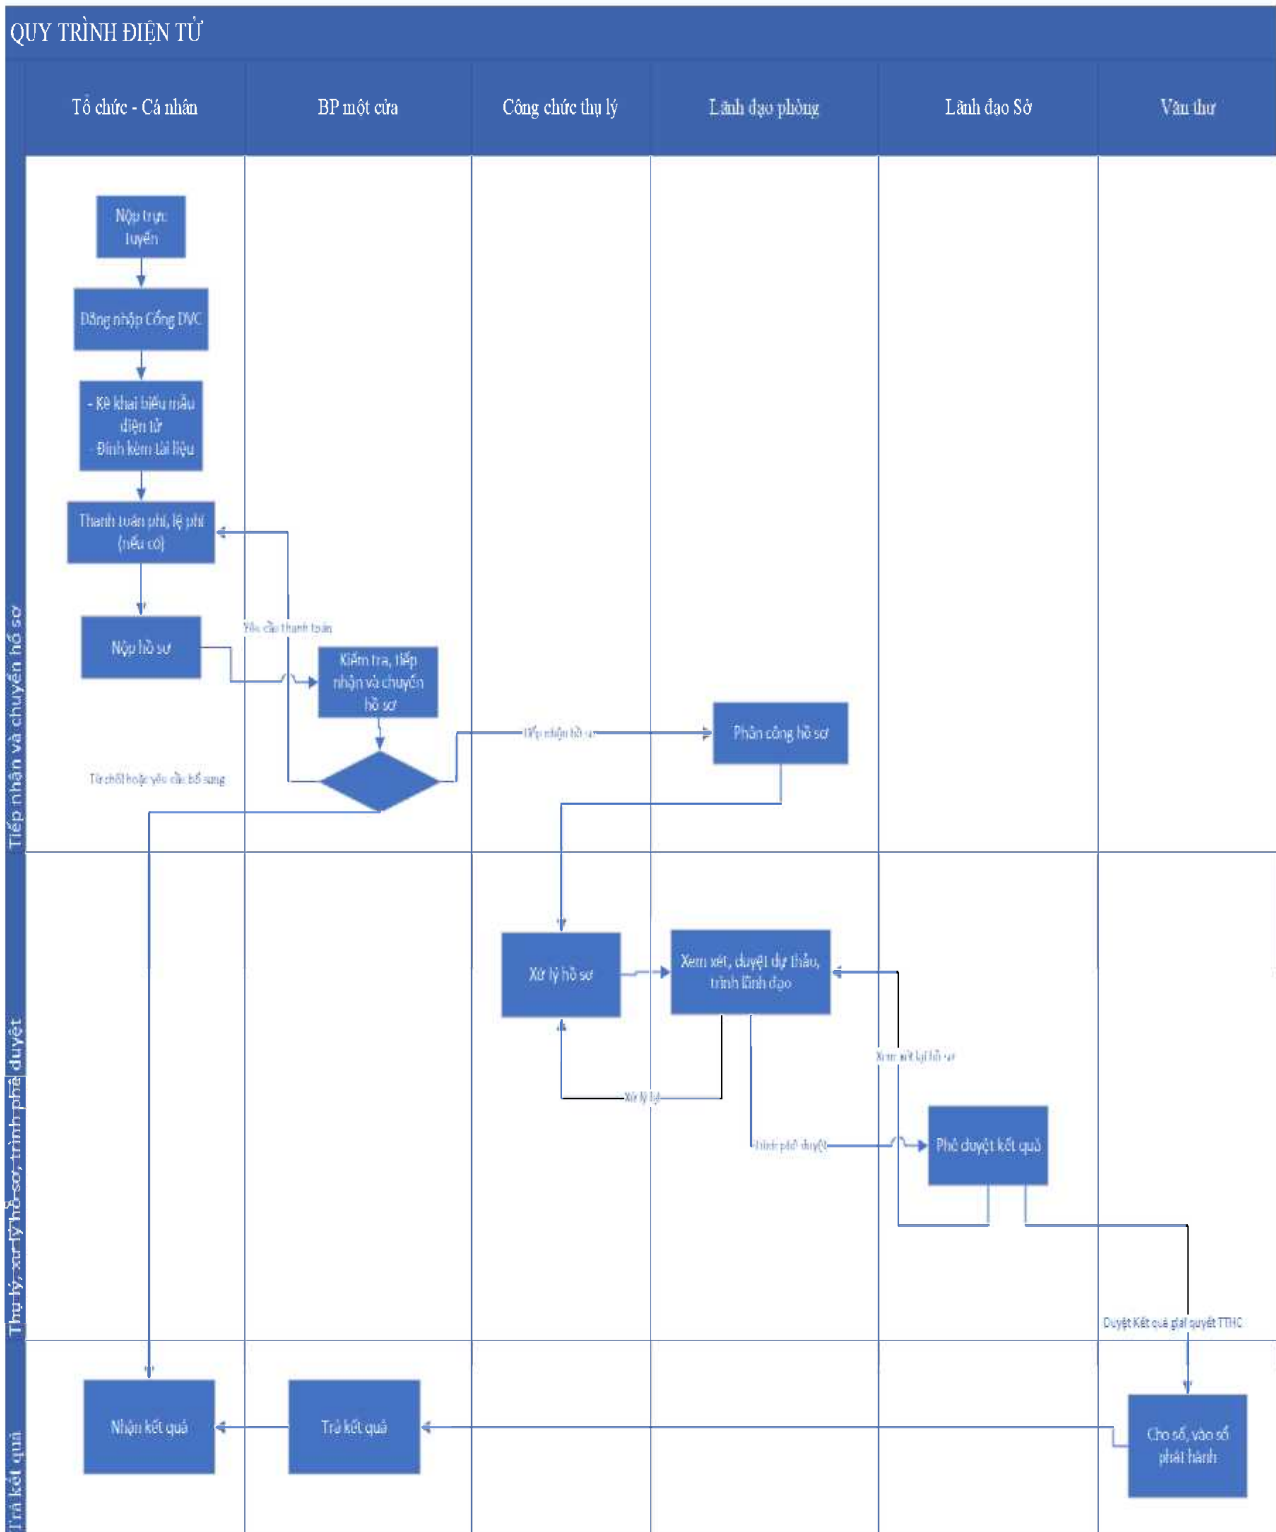 QUY TRÌNH ĐIỆN TỬ
Tổ chức - Cá nhân
BP một cửa
Công chức thụ lý
Lãnh đạo phòng
Lãnh đạo Sở
Văn thư
Tiếp nhận và chuyển hồ sơ
Nộp trực
tuyến
Đăng nhập Cổng DVC
- Kê khai biểu mẫu
điện tử
- Đính kèm tài liệu
Thanh toán phí, lệ phí
(nếu có)
Nộp hồ sơ
Yêu cầu thanh toán
Kiểm tra, tiếp
nhận và chuyển
hồ sơ
Tiếp nhận hồ sơ
Phân công hồ sơ
Từ chối hoặc yêu cầu bổ sung
Thụ lý, xử lý hồ sơ, trình phê duyệt
Xử lý hồ sơ
Xem xét, duyệt dự thảo,
trình lãnh đạo
Xem xét lại hồ sơ
Xử lý lại
Trình phê duyệt
Phê duyệt kết quả
Duyệt Kết quả giải quyết TTHC
Trả kết quả
Nhận kết quả
Trả kết quả
Cho số, vào sổ
phát hành